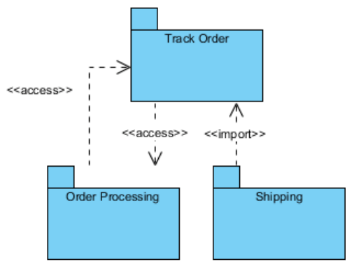 Track Order
<<access>>
<<access>>
<<import>>
Order Processing
Shipping